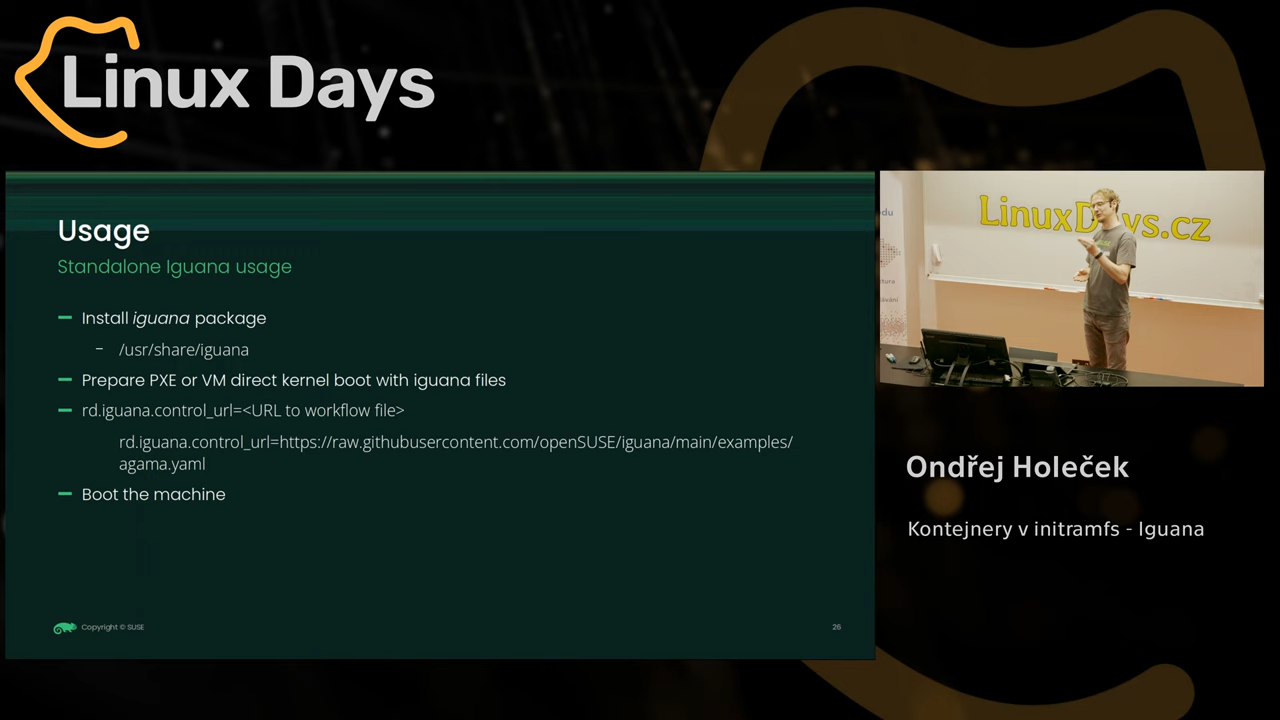 Linux Days
Usage
Standalone Iguana usage
Install iguana package
– /usr/share/iguana
Prepare PXE or VM direct kernel boot with iguana files
rd.iguana.control_url=<URL to workflow file>
rd.iguana.control_url=https://raw.githubusercontent.com/openSUSE/iguana/main/examples/
agama.yaml
Boot the machine
Copyright © SUSE
26
LinuxDays.cz
Ondřej Holeček
Kontejnery v initramfs - Iguana